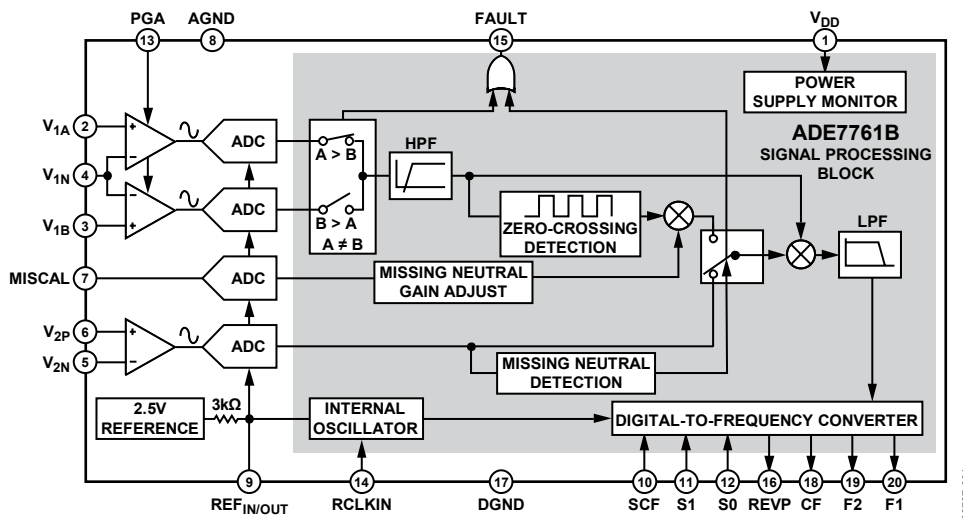 PGA AGND FAULT VDD
13 8 15 1
POWER
SUPPLY MONITOR
ADE7761B
SIGNAL PROCESSING
BLOCK
V1A 2 + ADC
A > B
HPF
V1N 4 − −
V1B 3 + ADC
B > A
A ≠ B
ZERO-CROSSING
DETECTION
LPF
MISCAL 7 ADC
MISSING NEUTRAL
GAIN ADJUST
V2P 6 +
V2N 5 − ADC
MISSING NEUTRAL
DETECTION
2.5V
REFERENCE
3kΩ
INTERNAL
OSCILLATOR
DIGITAL-TO-FREQUENCY CONVERTER
9 14 17 10 11 12 16 18 19 20
REFIN/OUT RCLKIN DGND SCF S1 S0 REVP CF F2 F1